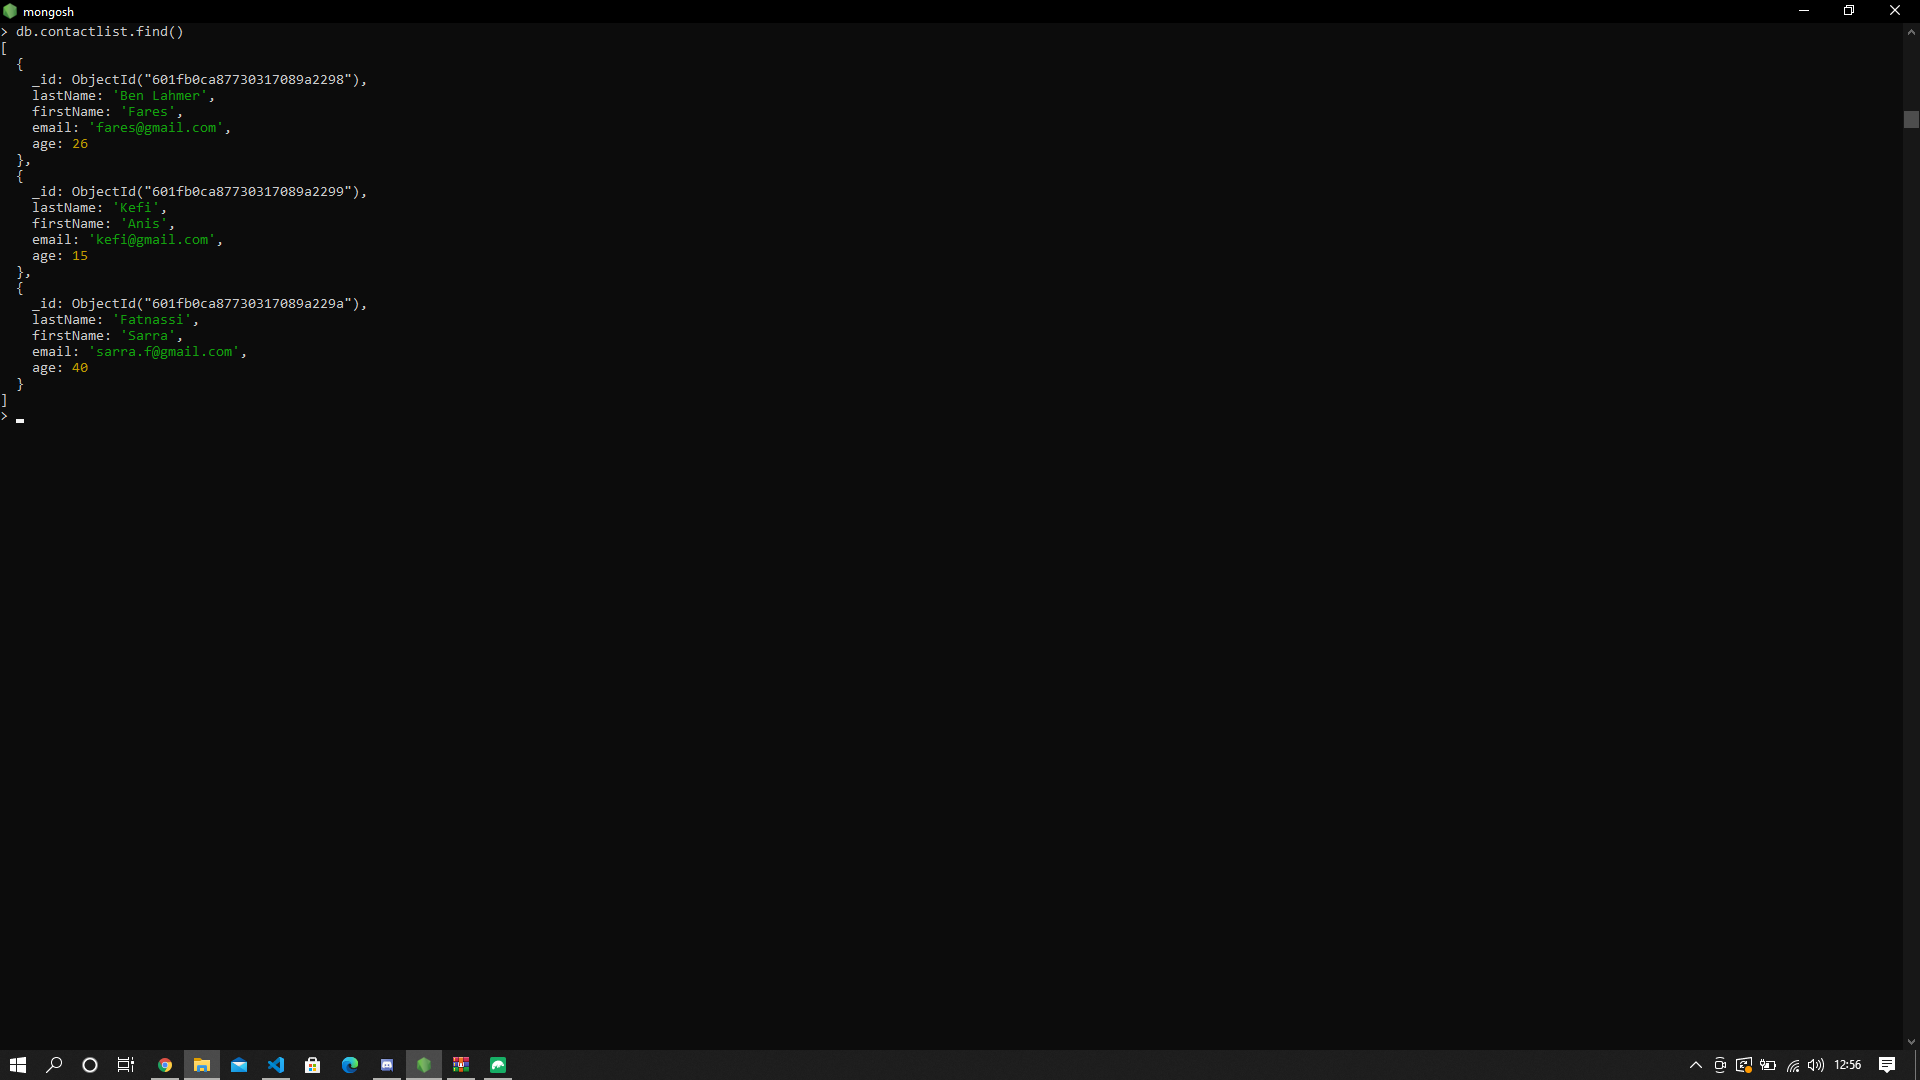 mongosh
> db.contactlist.find()
[
  {
    _id: ObjectId("601fb0ca87730317089a2298"),
    lastName: 'Ben Lahmer',
    firstName: 'Fares',
    email: 'fares@gmail.com',
    age: 26
  },
  {
    _id: ObjectId("601fb0ca87730317089a2299"),
    lastName: 'Kefi',
    firstName: 'Anis',
    email: 'kefi@gmail.com',
    age: 15
  },
  {
    _id: ObjectId("601fb0ca87730317089a229a"),
    lastName: 'Fatnassi',
    firstName: 'Sarra',
    email: 'sarra.f@gmail.com',
    age: 40
  }
]
>
12:56